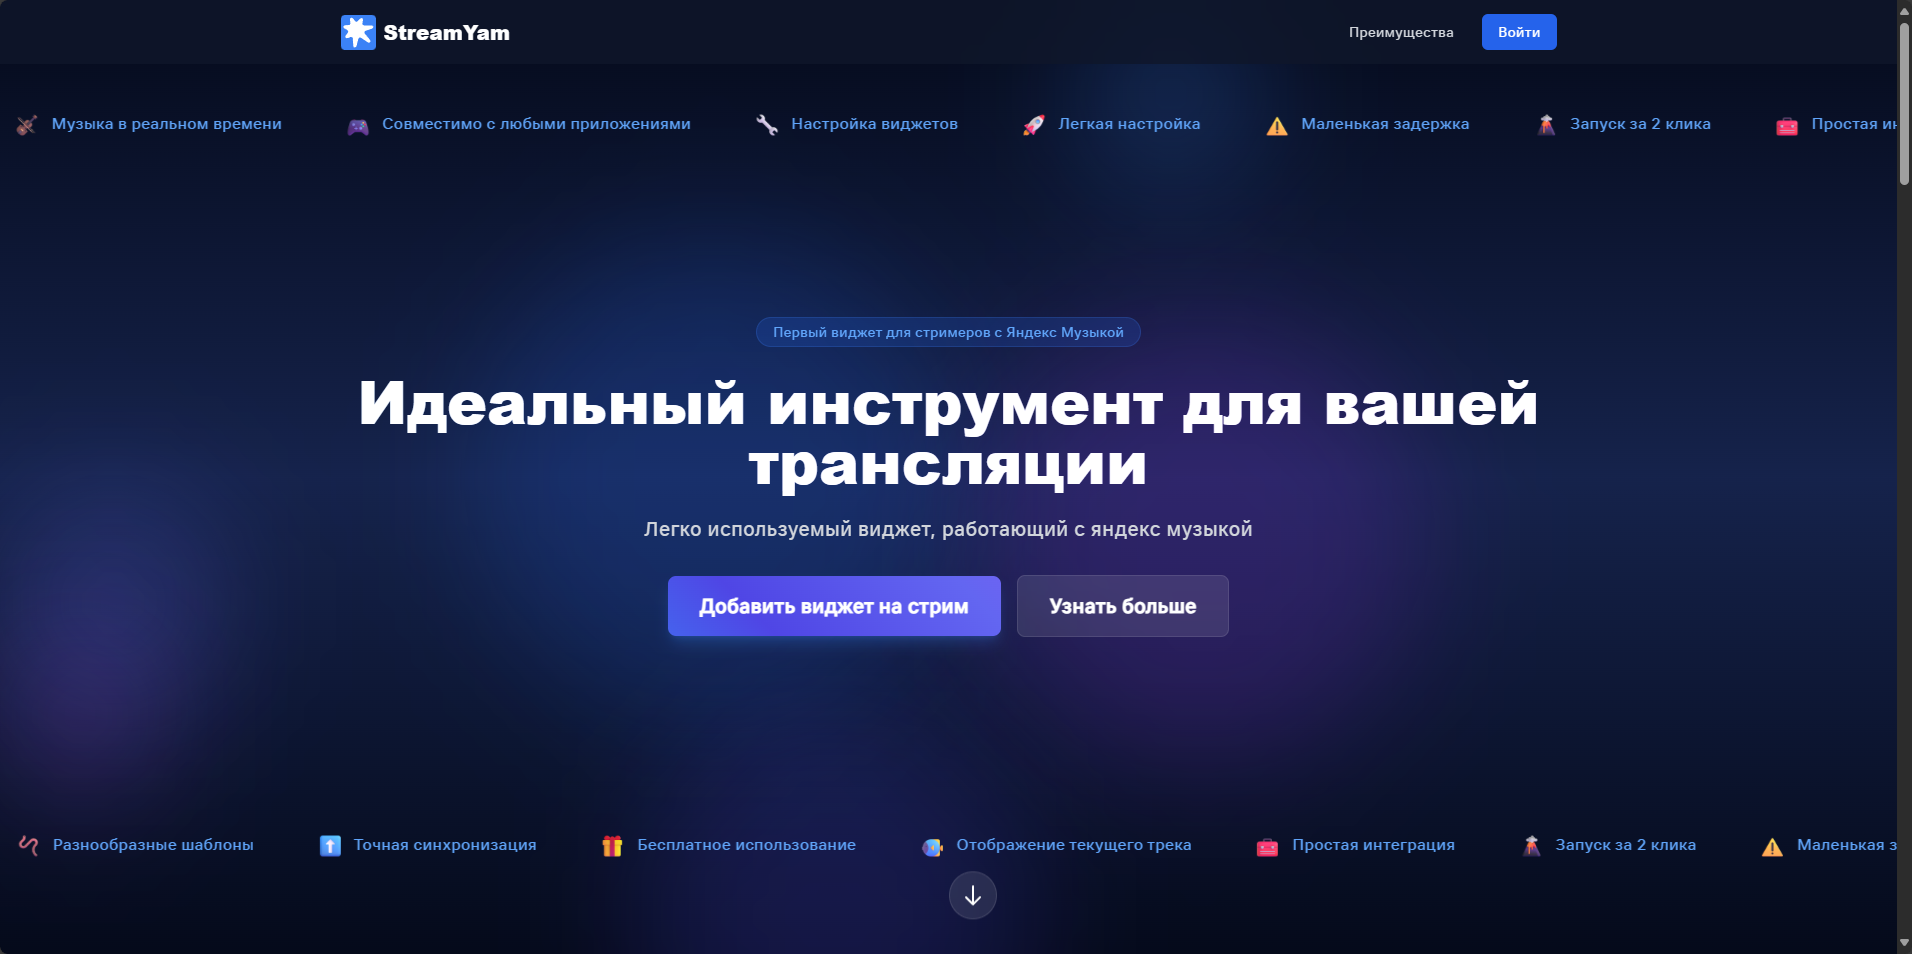 StreamYam
Преимущества
Войти
Музыка в реальном времени
Совместимо с любыми приложениями
Настройка виджетов
Легкая настройка
Маленькая задержка
Запуск за 2 клика
Простая ин
Первый виджет для стримеров с Яндекс Музыкой
Идеальный инструмент для вашей
трансляции
Легко используемый виджет, работающий с яндекс музыкой
Добавить виджет на стрим
Узнать больше
Разнообразные шаблоны
Точная синхронизация
Бесплатное использование
Отображение текущего трека
Простая интеграция
Запуск за 2 клика
Маленькая з